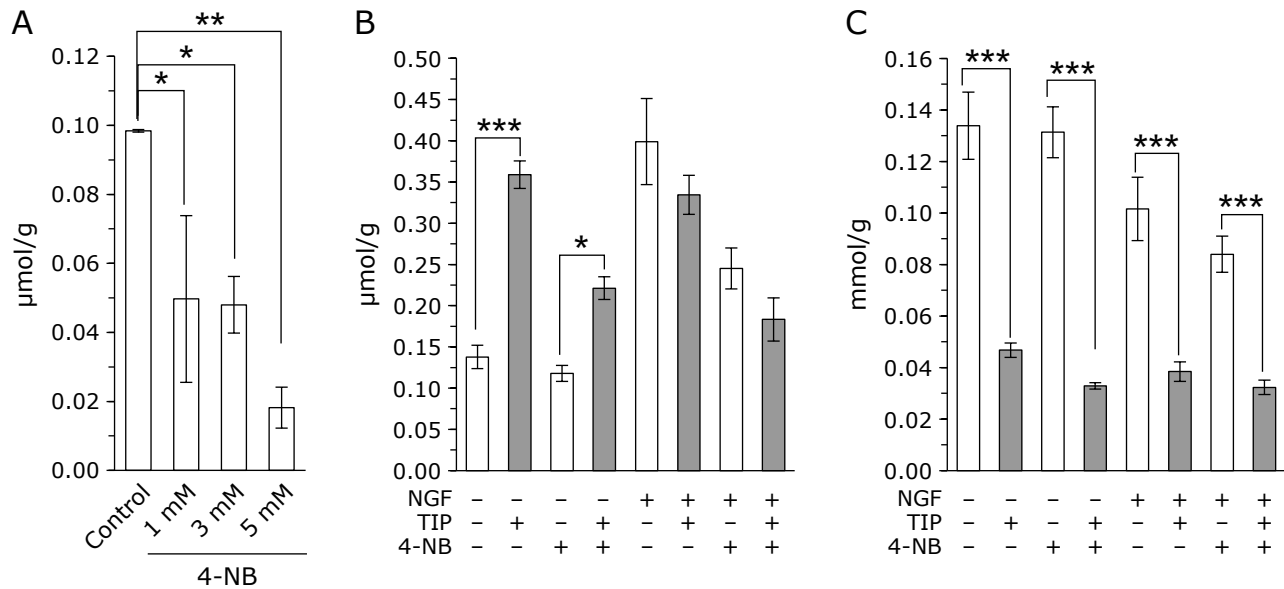 A
B
C
**
*
*
0.12
0.10
0.08
0.06
0.04
0.02
0.00
μmol/g
Control
1 mM
3 mM
5 mM
4-NB
***
*
0.50
0.45
0.40
0.35
0.30
0.25
0.20
0.15
0.10
0.05
0.00
μmol/g
NGF – – – – + + + +
TIP – + – + – + – +
4-NB – – + + – – + +
***
***
***
***
0.16
0.14
0.12
0.10
0.08
0.06
0.04
0.02
0.00
mmol/g
NGF – – – – + + + +
TIP – + – + – + – +
4-NB – – + + – – + +